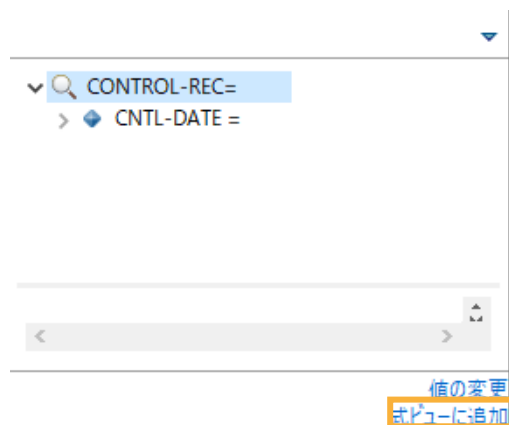 CONTROL-REC=
CNTL-DATE =
値の変更
式ビューに追加